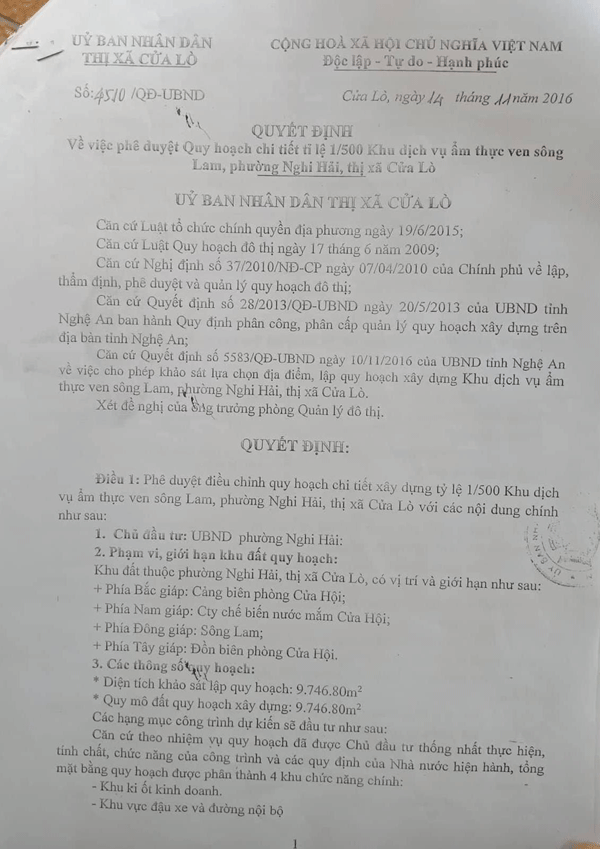 UỶ BAN NHÂN DÂN
THỊ XÃ CỬA LÒ
CỘNG HOÀ XÃ HỘI CHỦ NGHĨA VIỆT NAM
Độc lập - Tự do - Hạnh phúc
Số: 4510 /QĐ-UBND
Cửa Lò, ngày 14 tháng 11 năm 2016
QUYẾT ĐỊNH
Về việc phê duyệt Quy hoạch chi tiết tỉ lệ 1/500 Khu dịch vụ ẩm thực ven sông
Lam, phường Nghi Hải, thị xã Cửa Lò
UỶ BAN NHÂN DÂN THỊ XÃ CỬA LÒ
Căn cứ Luật tổ chức chính quyền địa phương ngày 19/6/2015;
Căn cứ Luật Quy hoạch đô thị ngày 17 tháng 6 năm 2009;
Căn cứ Nghị định số 37/2010/NĐ-CP ngày 07/04/2010 của Chính phủ về lập,
thẩm định, phê duyệt và quản lý quy hoạch đô thị;
Căn cứ Quyết định số 28/2013/QĐ-UBND ngày 20/5/2013 của UBND tỉnh
Nghệ An ban hành Quy định phân công, phân cấp quản lý quy hoạch xây dựng trên
địa bàn tỉnh Nghệ An;
Căn cứ Quyết định số 5583/QĐ-UBND ngày 10/11/2016 của UBND tỉnh Nghệ An
về việc cho phép khảo sát lựa chọn địa điểm, lập quy hoạch xây dựng Khu dịch vụ ẩm
thực ven sông Lam, phường Nghi Hải, thị xã Cửa Lò.
Xét đề nghị của ông trưởng phòng Quản lý đô thị.
QUYẾT ĐỊNH:
Điều 1: Phê duyệt điều chỉnh quy hoạch chi tiết xây dựng tỷ lệ 1/500 Khu dịch
vụ ẩm thực ven sông Lam, phường Nghi Hải, thị xã Cửa Lò với các nội dung chính
như sau:
1. Chủ đầu tư: UBND phường Nghi Hải:
2. Phạm vi, giới hạn khu đất quy hoạch:
Khu đất thuộc phường Nghi Hải, thị xã Cửa Lò, có vị trí và giới hạn như sau:
+ Phía Bắc giáp: Cảng biên phòng Cửa Hội;
+ Phía Nam giáp: Cty chế biến nước mắm Cửa Hội;
+ Phía Đông giáp: Sông Lam;
+ Phía Tây giáp: Đồn biên phòng Cửa Hội.
3. Các thông số quy hoạch:
* Diện tích khảo sát lập quy hoạch: 9.746.80m²
* Quy mô đất quy hoạch xây dựng: 9.746.80m²
Các hạng mục công trình dự kiến sẽ đầu tư như sau:
Căn cứ theo nhiệm vụ quy hoạch đã được Chủ đầu tư thống nhất thực hiện,
tính chất, chức năng của công trình và các quy định của Nhà nước hiện hành, tổng
mặt bằng quy hoạch được phân thành 4 khu chức năng chính:
- Khu ki ốt kinh doanh.
- Khu vực đậu xe và đường nội bộ
1